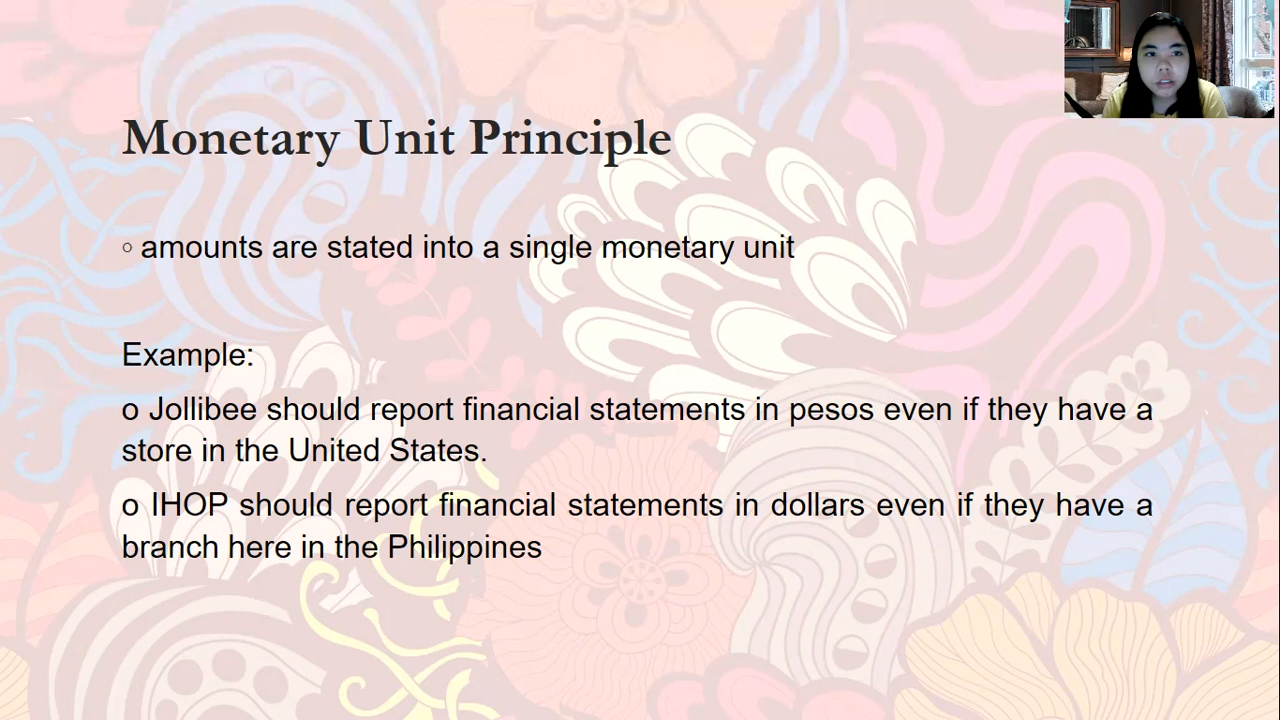 Monetary Unit Principle
◦ amounts are stated into a single monetary unit
Example:
o Jollibee should report financial statements in pesos even if they have a
store in the United States.
o IHOP should report financial statements in dollars even if they have a
branch here in the Philippines